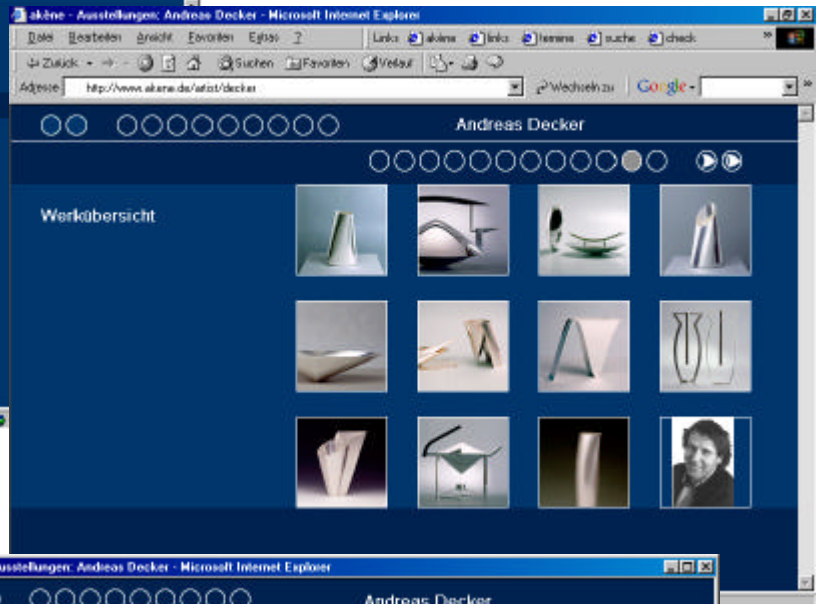 akène - Ausstellungen: Andreas Decker - Microsoft Internet Explorer
Datei Bearbeiten Ansicht Favoriten Extras ? Links akène links termine suche check »
Zurück Suchen Favoriten Verlauf
Adresse http://www.akene.de/artist/decker Wechseln zu Google »
Andreas Decker
Werkübersicht
usstellungen: Andreas Decker - Microsoft Internet Explorer
Andreas Decker